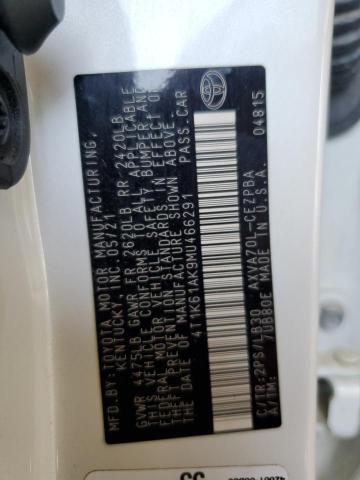 MFD.BY: TOYOTA MOTOR MANUFACTURING,
KENTUCKY, INC. 05/21
GVWR 4475LB GAWR FR 2620LB RR 2420LB
THIS VEHICLE CONFORMS TO ALL APPLICABLE
FEDERAL MOTOR VEHICLE SAFETY, BUMPER AND
THEFT PREVENTION STANDARDS IN EFFECT ON
THE DATE OF MANUFACTURE SHOWN ABOVE.
4T1MK61AK9MU466291 PASS.CAR
C/TR:2PS/LB30 AXVA70L-CEZPBA
A/TM: 7UB80E MADE IN U.S.A. 04815